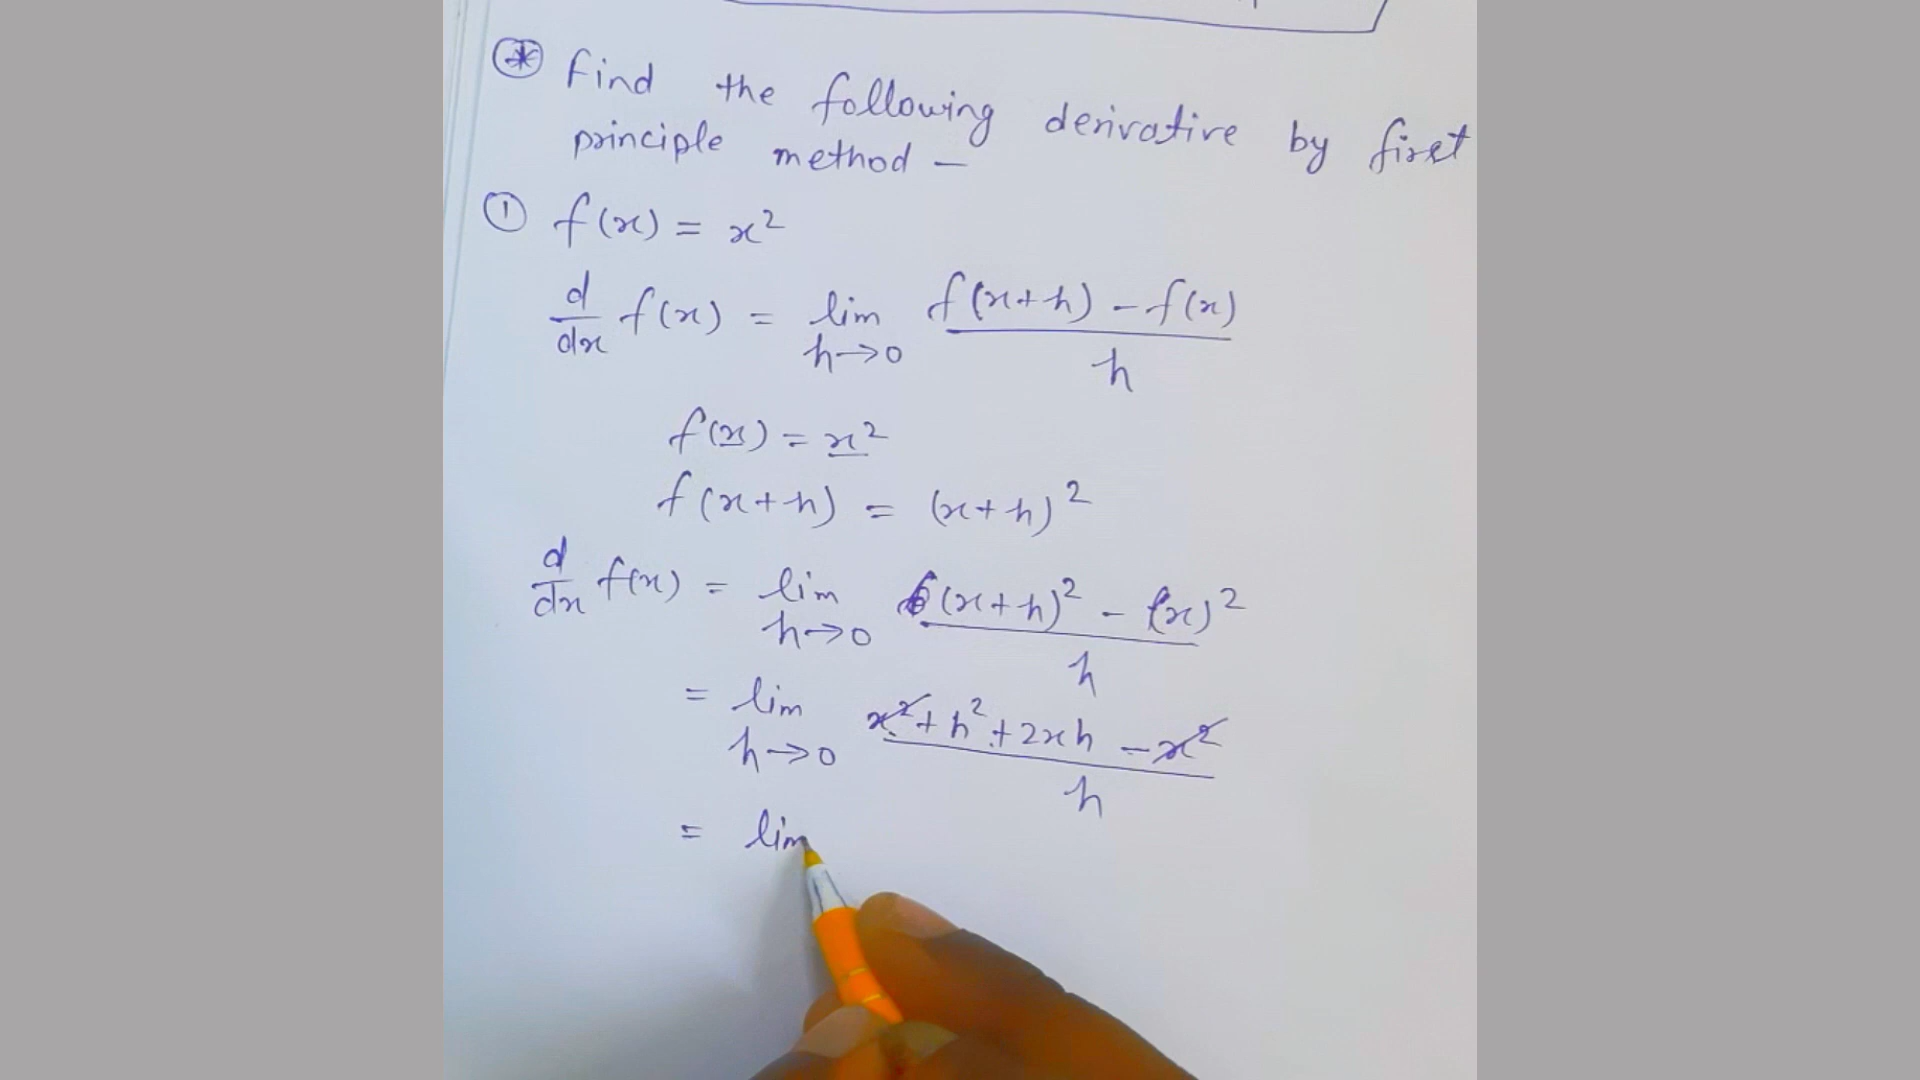 * Find the following derivative by first
principle method -
① f(x) = x²
d/dx f(x) = lim h→0 (f(x+h) - f(x))/h
f(x) = x²
f(x+h) = (x+h)²
d/dx f(x) = lim h→0 ((x+h)² - (x)²)/h
= lim h→0 (x² + h² + 2xh - x²)/h
= lim